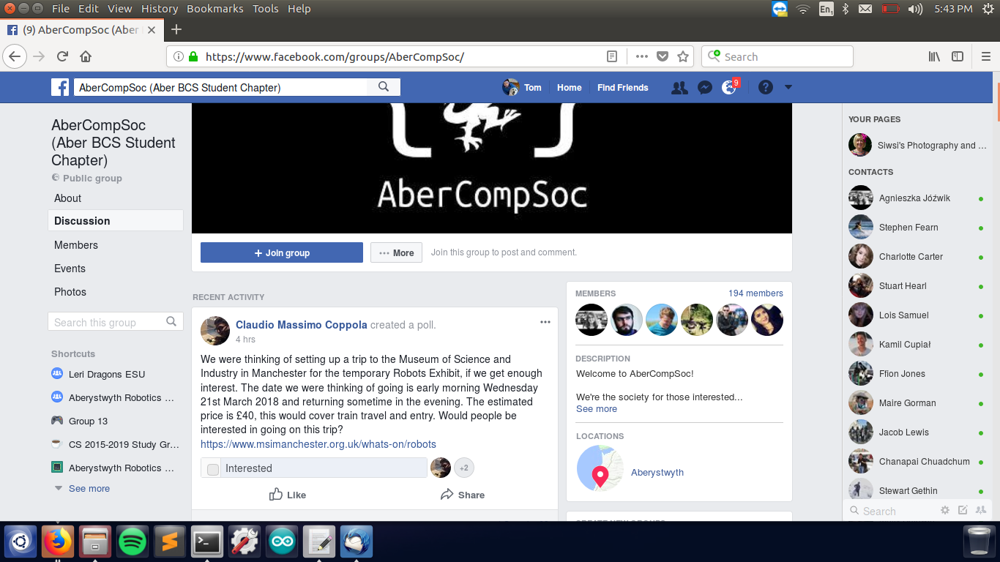 File Edit View History Bookmarks Tools Help
En1
5:43 PM
(9) AberCompSoc (Aber
https://www.facebook.com/groups/AberCompSoc/
Search
AberCompSoc (Aber BCS Student Chapter)
Tom
Home
Find Friends
9
AberCompSoc
(Aber BCS Student
Chapter)
Public group
About
Discussion
Members
Events
Photos
Search this group
Shortcuts
Leri Dragons ESU
Aberystwyth Robotics ...
Group 13
CS 2015-2019 Study Gr...
Aberystwyth Robotics ...
See more
AberCompSoc
+ Join group
More
Join this group to post and comment.
RECENT ACTIVITY
Claudio Massimo Coppola created a poll.
4 hrs
We were thinking of setting up a trip to the Museum of Science and
Industry in Manchester for the temporary Robots Exhibit, if we get enough
interest. The date we were thinking of going is early morning Wednesday
21st March 2018 and returning sometime in the evening. The estimated
price is £40, this would cover train travel and entry. Would people be
interested in going on this trip?
https://www.msimanchester.org.uk/whats-on/robots
Interested
+2
Like
Share
MEMBERS
194 members
DESCRIPTION
Welcome to AberCompSoc!
We're the society for those interested...
See more
LOCATIONS
Aberystwyth
CREATE NEW GROUPS
YOUR PAGES
Siwsi's Photography and ...
CONTACTS
Agnieszka Jóźwik
Stephen Fearn
Charlotte Carter
Stuart Hearl
Lois Samuel
Kamil Cupiał
Ffion Jones
Maire Gorman
Jacob Lewis
Chanapai Chuadchum
Stewart Gethin
Search